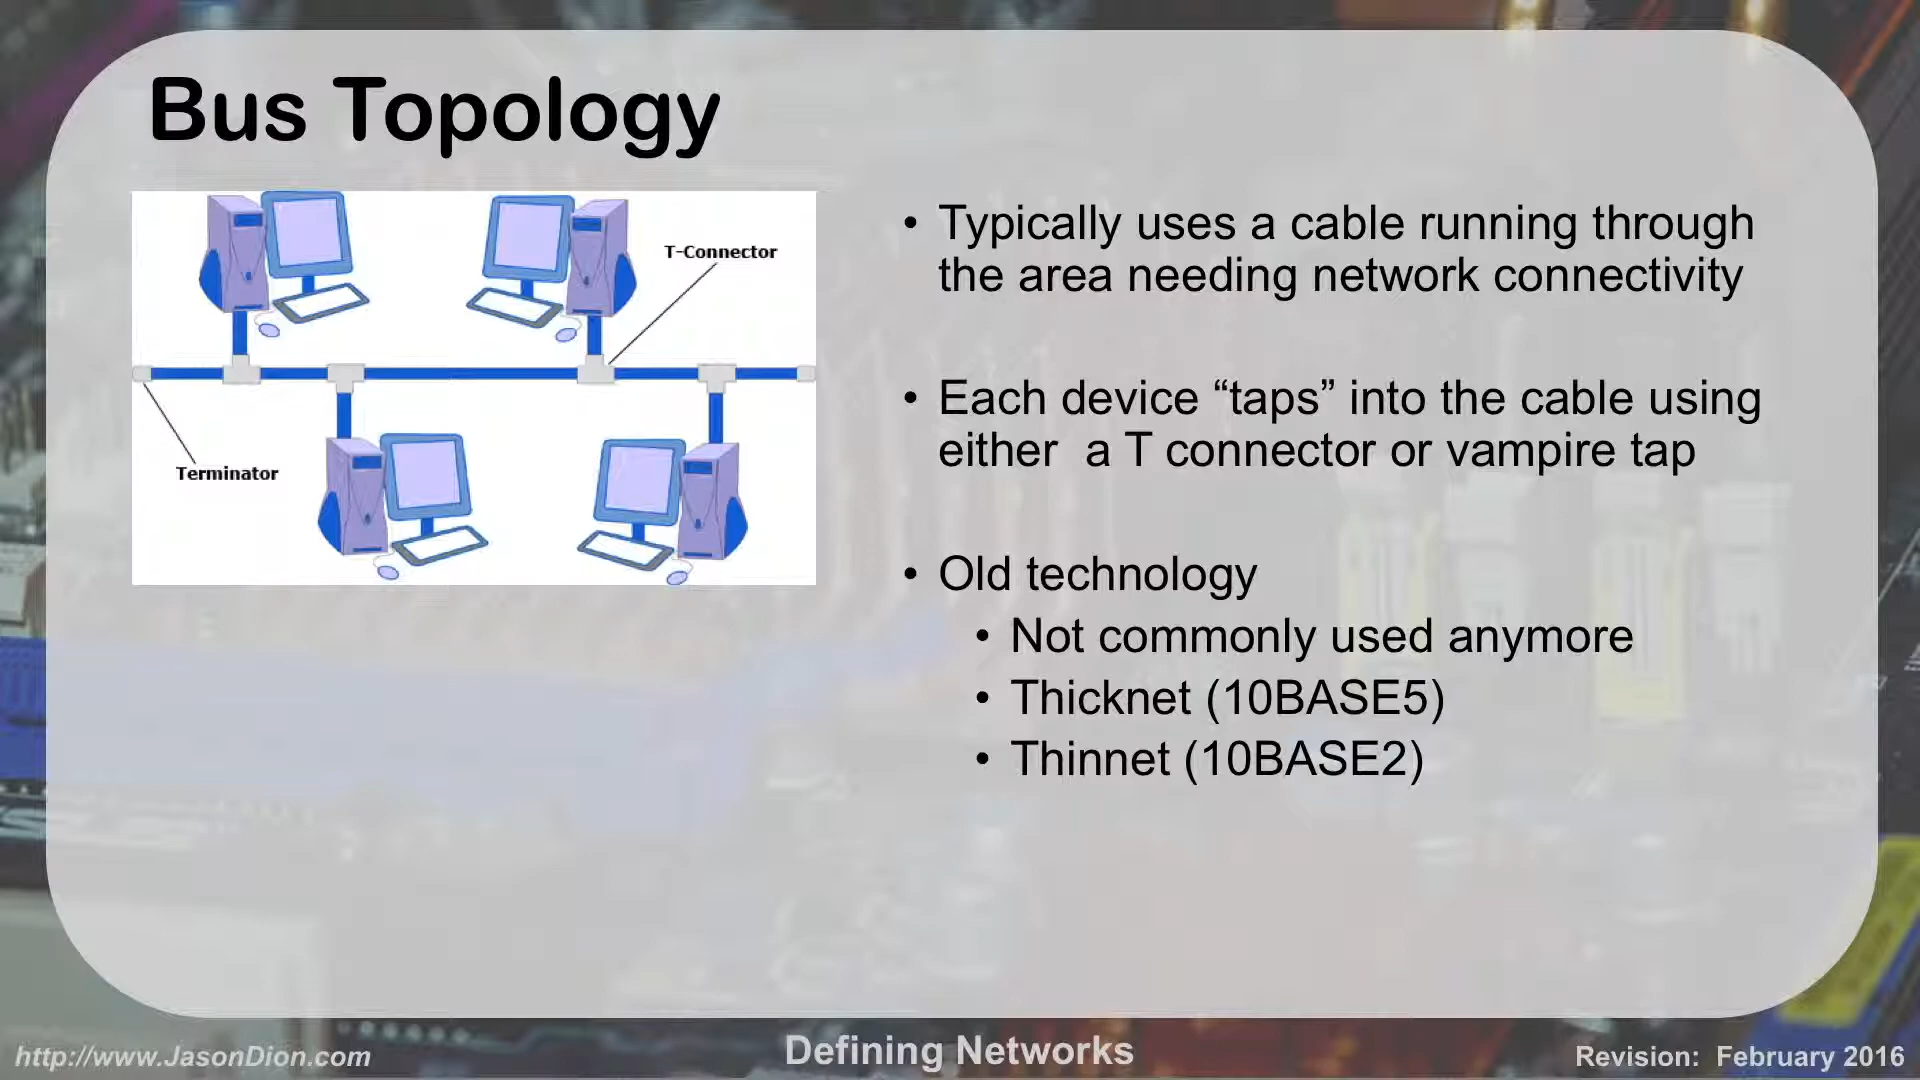 Bus Topology
T-Connector
Terminator
• Typically uses a cable running through
the area needing network connectivity
• Each device “taps” into the cable using
either  a T connector or vampire tap
• Old technology
• Not commonly used anymore
• Thicknet (10BASE5)
• Thinnet (10BASE2)
http://www.JasonDion.com
Defining Networks
Revision:  February 2016